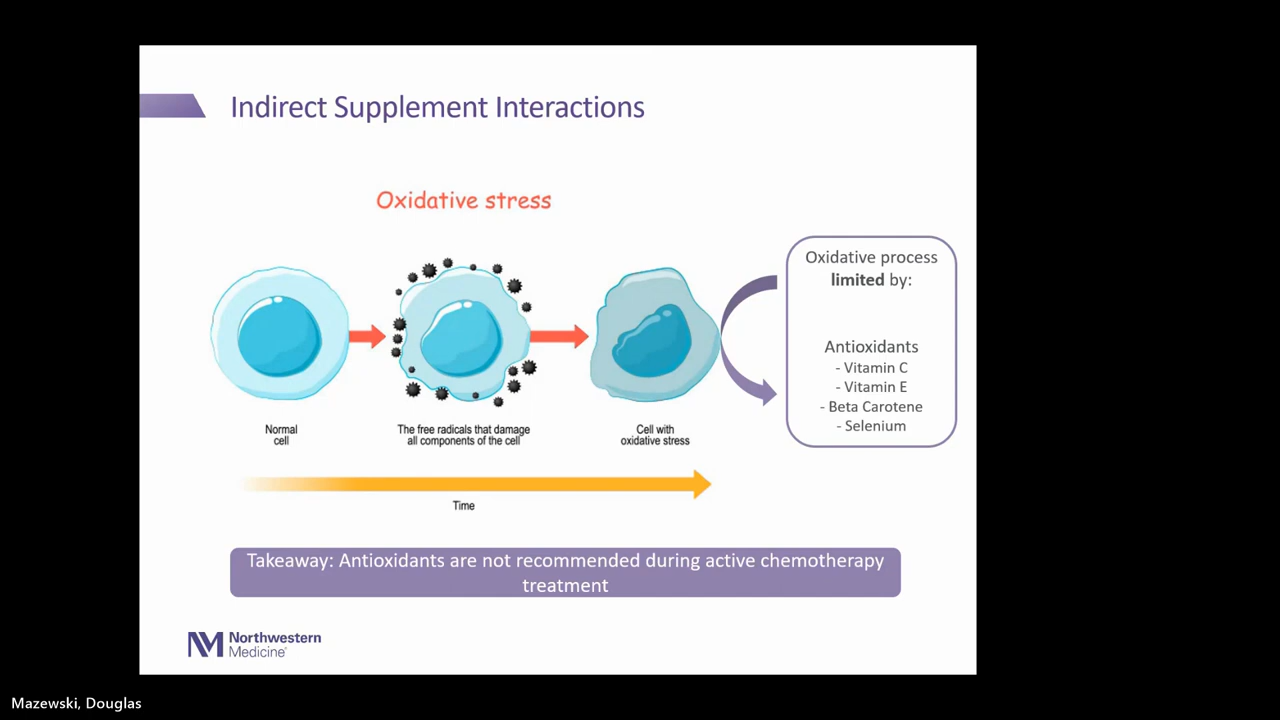 Indirect Supplement Interactions
Oxidative stress
Oxidative process
limited by:
Antioxidants
- Vitamin C
- Vitamin E
- Beta Carotene
- Selenium
Normal
cell
The free radicals that damage
all components of the cell
Cell with
oxidative stress
Time
Takeaway: Antioxidants are not recommended during active chemotherapy
treatment
NM Northwestern
Medicine®
Mazewski, Douglas